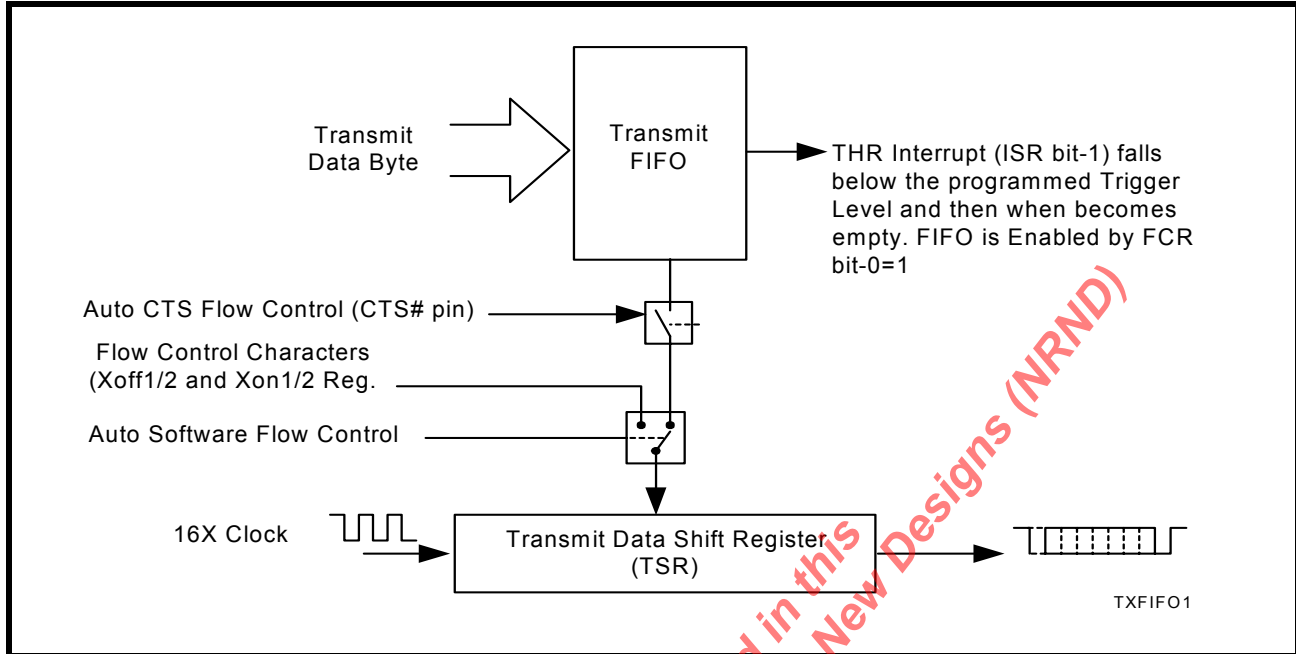 Transmit
Data Byte
Transmit
FIFO
THR Interrupt (ISR bit-1) falls
below the programmed Trigger
Level and then when becomes
empty. FIFO is Enabled by FCR
bit-0=1
Auto CTS Flow Control (CTS# pin)
Flow Control Characters
(Xoff1/2 and Xon1/2 Reg.
Auto Software Flow Control
16X Clock
Transmit Data Shift Register
(TSR)
TXFIFO1
in this
New Designs (NRND)